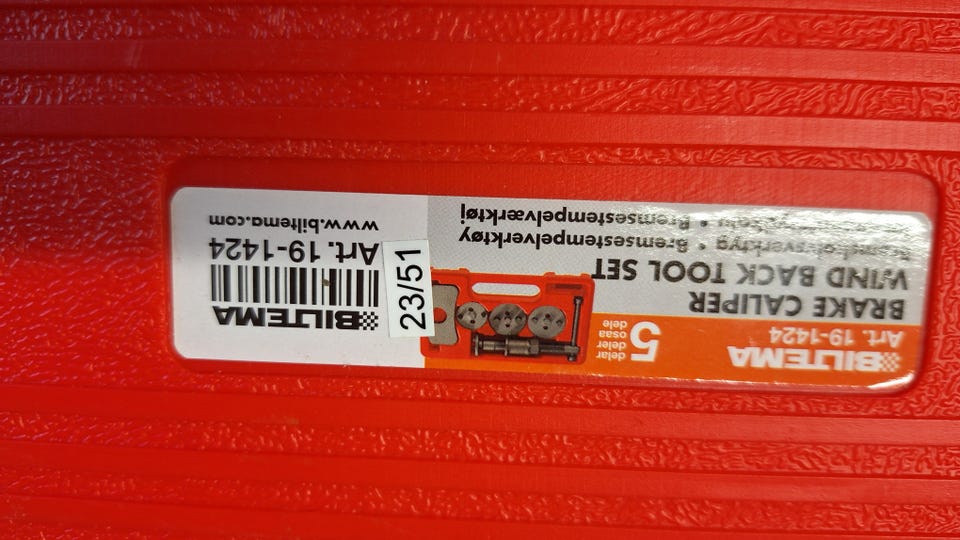 BILTEMA
Art. 19-1424
5
delar
deler
osaa
dele
BRAKE CALIPER
WIND BACK TOOL SET
Bromskolvsverktyg • Bremsestempelverktøy
• Bremsestempelværktøj
23/51
BILTEMA
Art. 19-1424
www.biltema.com